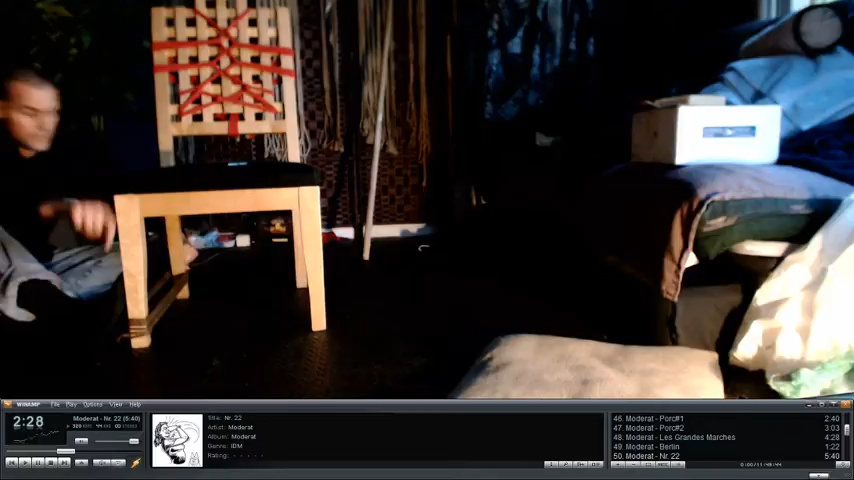 WINAMP File Play Options View Help
2:28
Moderat - Nr. 22 (5:40)
320 44
Title: Nr. 22
Artist: Moderat
Album: Moderat
Genre: IDM
Rating:
46. Moderat - Porc#1 2:40
47. Moderat - Porc#2 3:03
48. Moderat - Les Grandes Marches 4:28
49. Moderat - Berlin 1:22
50. Moderat - Nr. 22 5:40